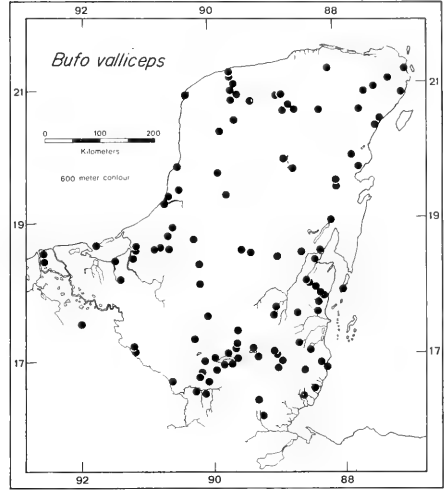 92 90 88
Bufo valliceps
21 21
0 100 200
Kilometers
600 meter contour
19 19
17 17
92 90 88